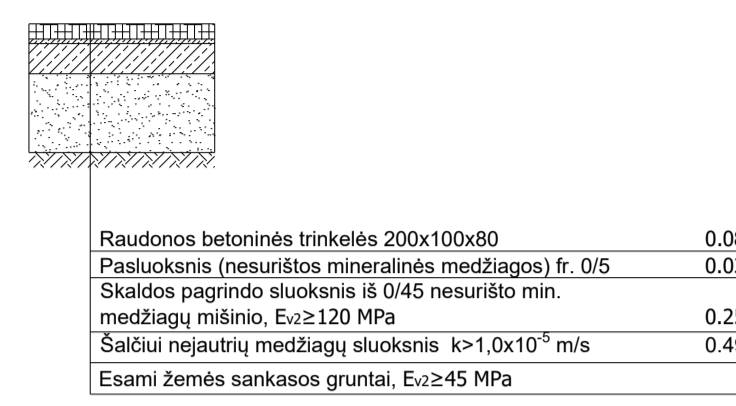 Raudonos betoninės trinkelės 200x100x80
Pasluoksnis (nesurištos mineralinės medžiagos) fr. 0/5
Skaldos pagrindo sluoksnis iš 0/45 nesurišto min.
medžiagų mišinio, Ev2≥120 MPa
Šalčiui nejautrių medžiagų sluoksnis k>1,0x10-5 m/s
Esami žemės sankasos gruntai, Ev2≥45 MPa